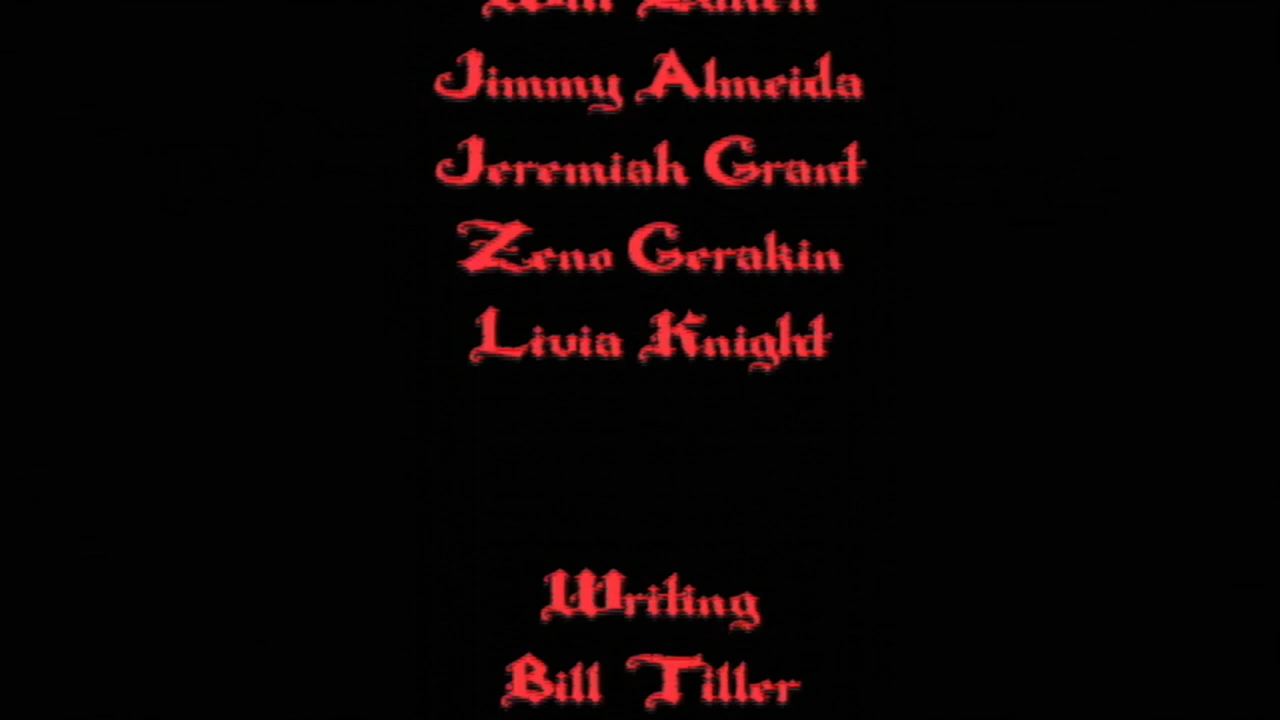 Jimmy Almeida
Jeremiah Grant
Zeno Gerakin
Livia Knight
Writing
Bill Tiller